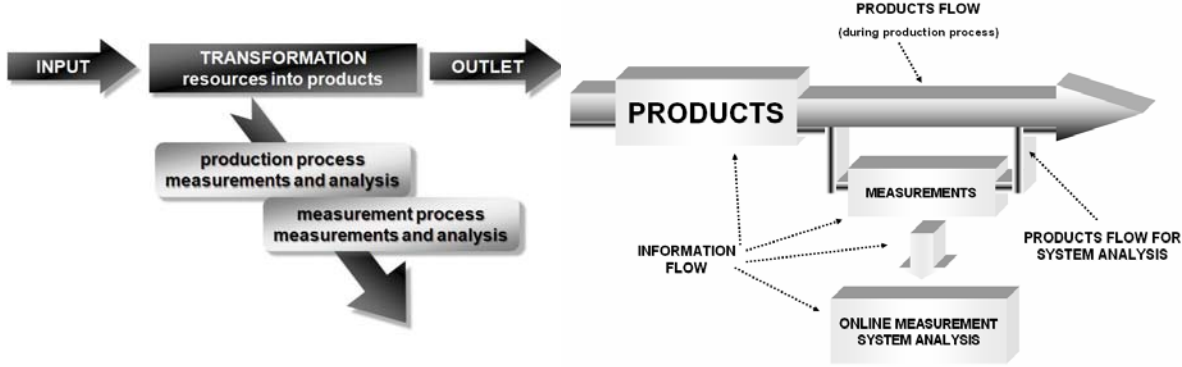 INPUT
TRANSFORMATION
resources into products
OUTLET
production process
measurements and analysis
measurement process
measurements and analysis
PRODUCTS FLOW
(during production process)
PRODUCTS
MEASUREMENTS
INFORMATION
FLOW
PRODUCTS FLOW FOR
SYSTEM ANALYSIS
ONLINE MEASUREMENT
SYSTEM ANALYSIS